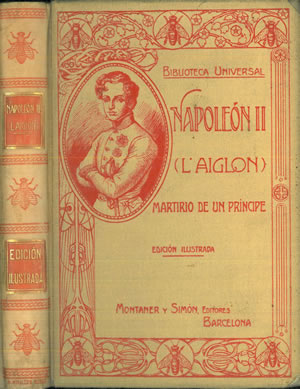 NAPOLEÓN II
L'AIGLON
EDICIÓN
ILUSTRADA
BIBLIOTECA UNIVERSAL
NAPOLEÓN II
(L'AIGLON)
MARTIRIO DE UN PRÍNCIPE
EDICIÓN ILUSTRADA
MONTANER Y SIMÓN, EDITORES
BARCELONA